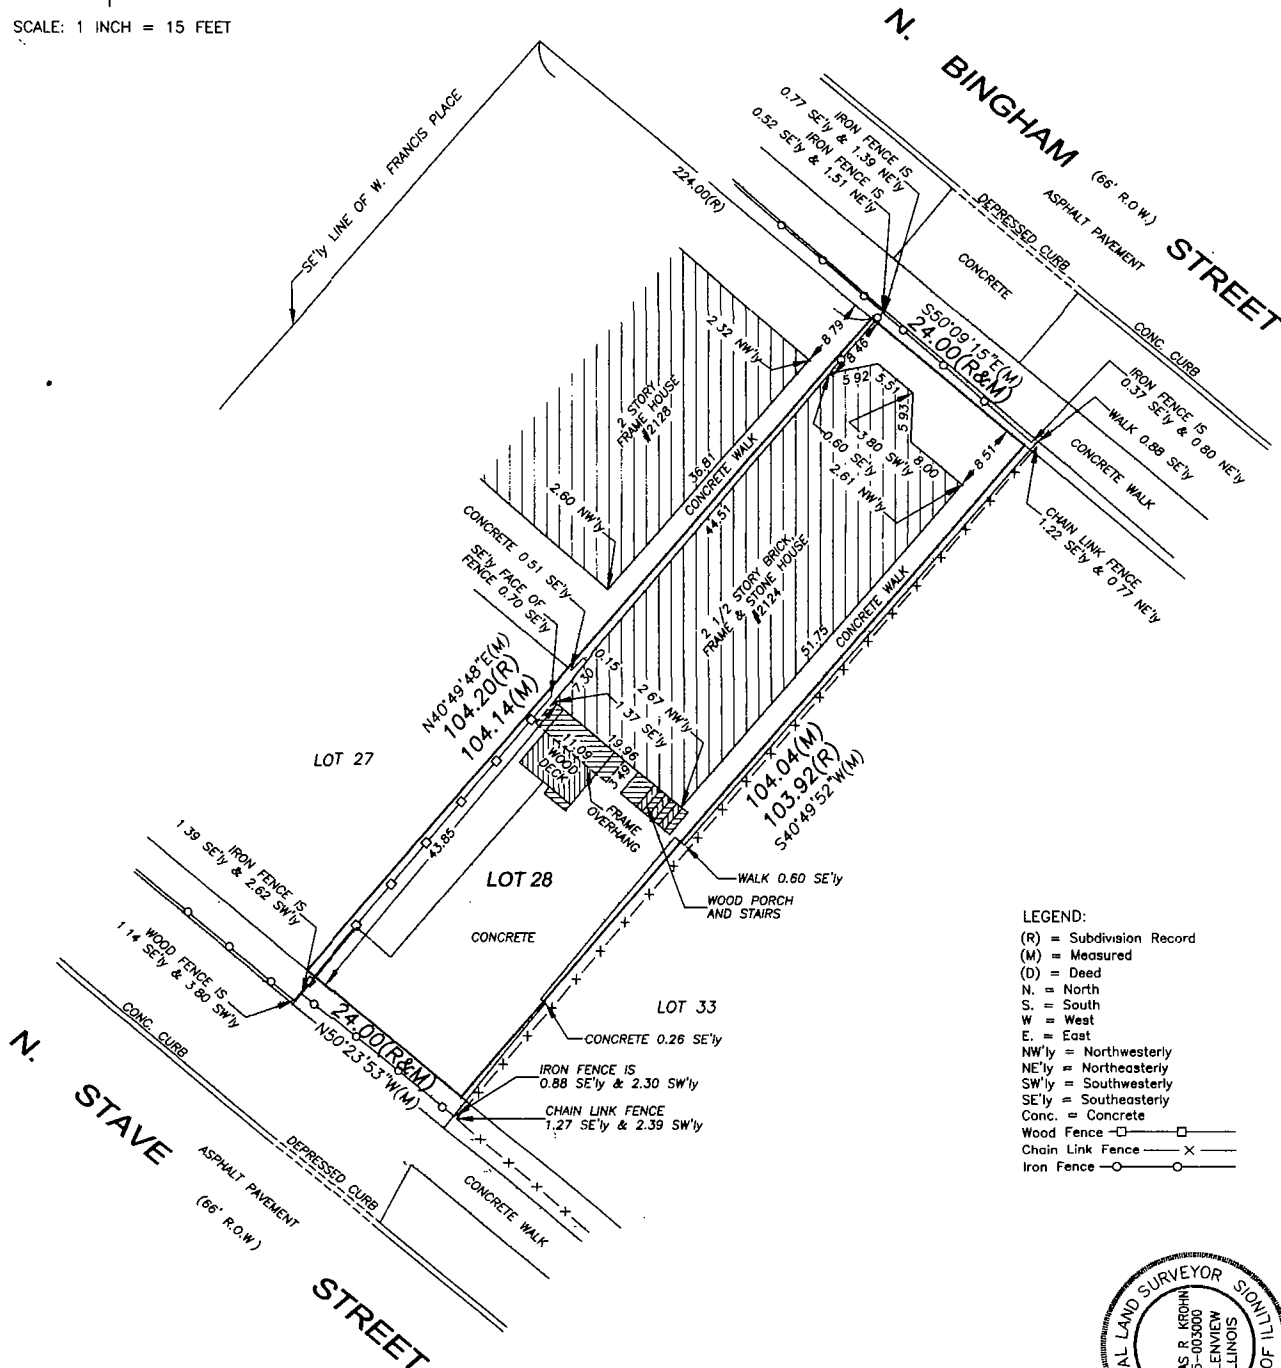 SCALE: 1 INCH = 15 FEET
N. BINGHAM STREET
(66' R.O.W.)
ASPHALT PAVEMENT
DEPRESSED CURB
CONC. CURB
CONCRETE
CONCRETE WALK
SE'ly LINE OF W. FRANCIS PLACE
224.00(R)
IRON FENCE IS
0.77 SE'ly & 1.39 NE'ly
IRON FENCE IS
0.52 SE'ly & 1.51 NE'ly
S50°09'15"E(M)
24.00(R&M)
IRON FENCE IS
0.37 SE'ly & 0.80 NE'ly
WALK 0.88 SE'ly
CHAIN LINK FENCE
1.22 SE'ly & 0.77 NE'ly
2.32 NW'ly
8.79
8.46
5.92
5.51
5.93
3.80 SW'ly
8.00
0.60 SE'ly
2.61 NW'ly
8.51
2 STORY
FRAME HOUSE
#2128
36.81
CONCRETE WALK
44.51
2.60 NW'ly
CONCRETE 0.51 SE'ly
SE'ly FACE OF
FENCE 0.70 SE'ly
2 1/2 STORY BRICK,
FRAME & STONE HOUSE
#2124
51.75
CONCRETE WALK
N40°49'48"E(M)
104.20(R)
104.14(M)
0.15
7.30
2.67 NW'ly
1.37 SE'ly
19.96
11.09
WOOD
DECK
FRAME
OVERHANG
104.04(M)
103.92(R)
S40°49'52"W(M)
LOT 27
43.85
LOT 28
CONCRETE
WALK 0.60 SE'ly
WOOD PORCH
AND STAIRS
LOT 33
CONCRETE 0.26 SE'ly
IRON FENCE IS
1.39 SE'ly & 2.62 SW'ly
WOOD FENCE IS
1.14 SE'ly & 3.80 SW'ly
24.00(R&M)
N50°23'53"W(M)
IRON FENCE IS
0.88 SE'ly & 2.30 SW'ly
CHAIN LINK FENCE
1.27 SE'ly & 2.39 SW'ly
CONC. CURB
DEPRESSED CURB
CONCRETE WALK
N. STAVE STREET
ASPHALT PAVEMENT
(66' R.O.W)
LEGEND:
(R) = Subdivision Record
(M) = Measured
(D) = Deed
N. = North
S. = South
W = West
E. = East
NW'ly = Northwesterly
NE'ly = Northeasterly
SW'ly = Southwesterly
SE'ly = Southeasterly
Conc. = Concrete
Wood Fence
Chain Link Fence
Iron Fence
LAND SURVEYOR
OF ILLINOIS
R KROHN
-003000